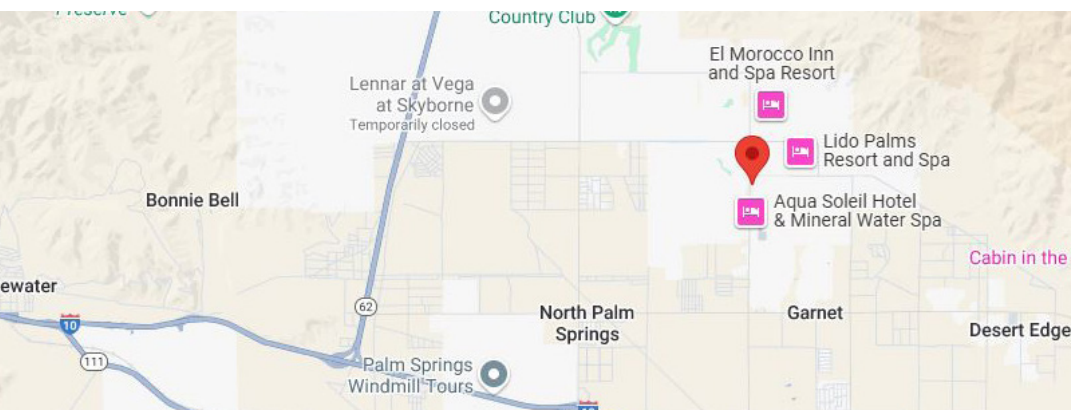 Preserve
Country Club
El Morocco Inn
and Spa Resort
Lennar at Vega
at Skyborne
Temporarily closed
Lido Palms
Resort and Spa
Bonnie Bell
Aqua Soleil Hotel
& Mineral Water Spa
Cabin in the
ewater
62
North Palm
Springs
Garnet
10
Desert Edge
111
Palm Springs
Windmill Tours
10